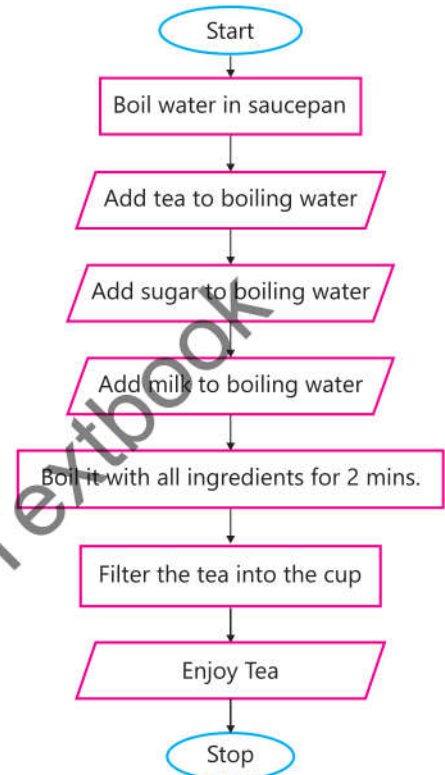 Start
Boil water in saucepan
Add tea to boiling water
Add sugar to boiling water
Add milk to boiling water
Boil it with all ingredients for 2 mins.
Filter the tea into the cup
Enjoy Tea
Stop
Textbook